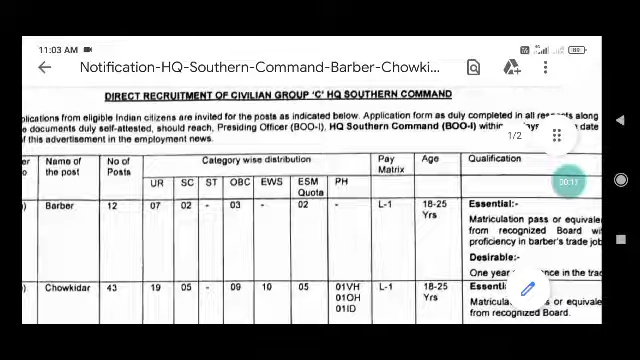 11:03 AM
Notification-HQ-Southern-Command-Barber-Chowki...
DIRECT RECRUITMENT OF CIVILIAN GROUP 'C' HQ SOUTHERN COMMAND
plications from eligible Indian citizens are invited for the posts as indicated below. Application form as duly completed in all along
e documents duly self-attested, should reach, Presiding Officer (BOO-I), HQ Southern Command (BOO-I) within date
of this advertisement in the employment news.
1/2
00:11
Name of the post No of Posts Category wise distribution Pay Matrix Age Qualification
UR SC ST OBC EWS ESM Quota PH
Barber 12 07 02 - 03 - 02 - L-1 18-25 Yrs Essential:-
Matriculation pass or equivale
from recognized Board
proficiency in barber's trade job
Desirable:-
One year in the
Chowkidar 43 19 05 - 09 10 05 01VH 01OH 01ID L-1 18-25 Yrs
or equivale
from recognized Board.